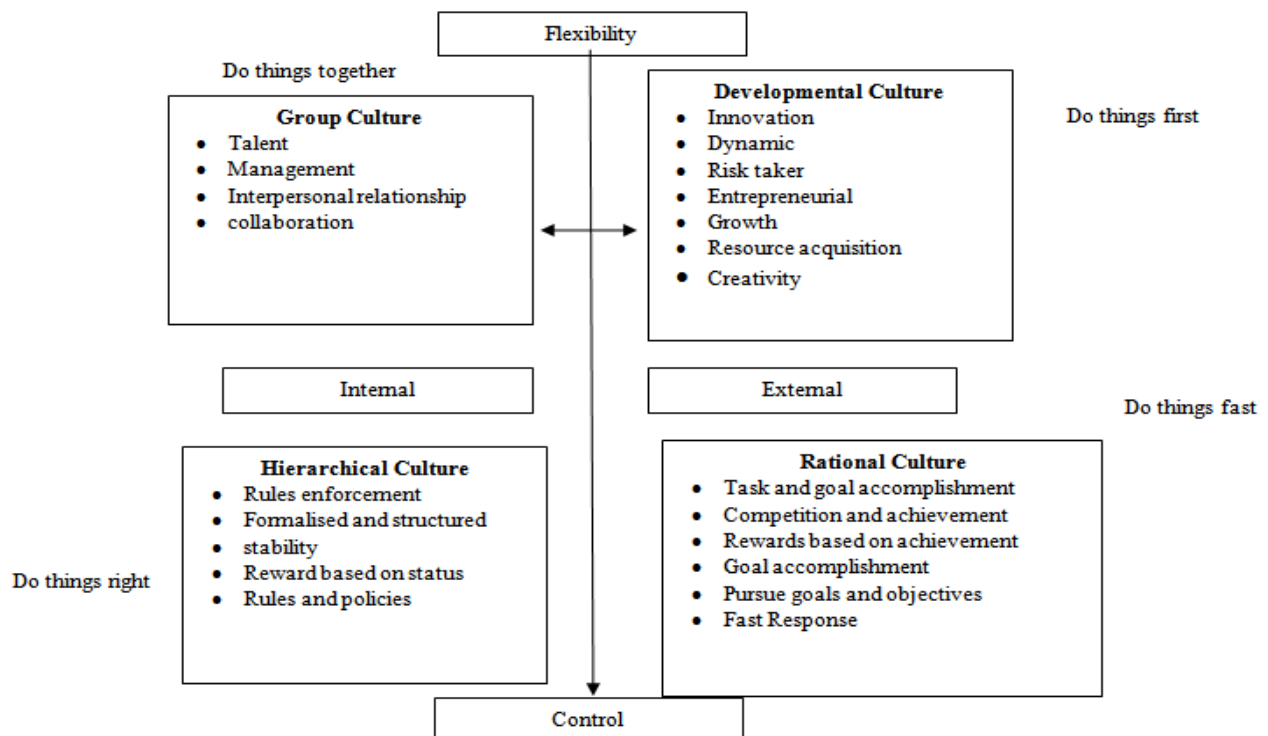 Flexibility
Do things together
Group Culture
Talent
Management
Interpersonal relationship
collaboration
Developmental Culture
Innovation
Dynamic
Risk taker
Entrepreneurial
Growth
Resource acquisition
Creativity
Do things first
Internal
External
Do things fast
Hierarchical Culture
Rules enforcement
Formalised and structured
stability
Reward based on status
Rules and policies
Do things right
Rational Culture
Task and goal accomplishment
Competition and achievement
Rewards based on achievement
Goal accomplishment
Pursue goals and objectives
Fast Response
Control